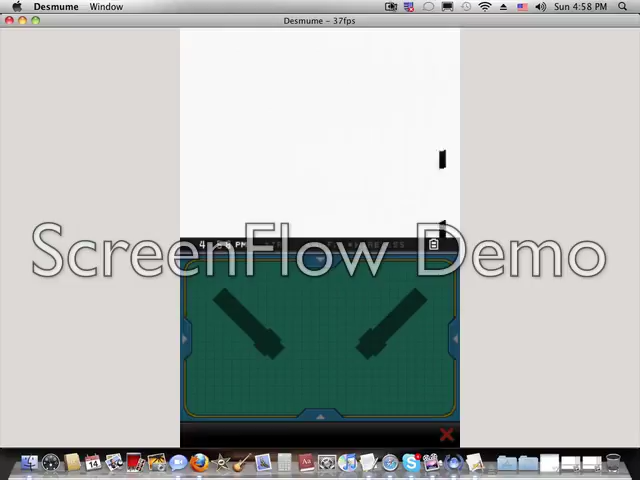 Desmume Window
Sun 4:58 PM
Desmume – 37fps
ScreenFlow Demo